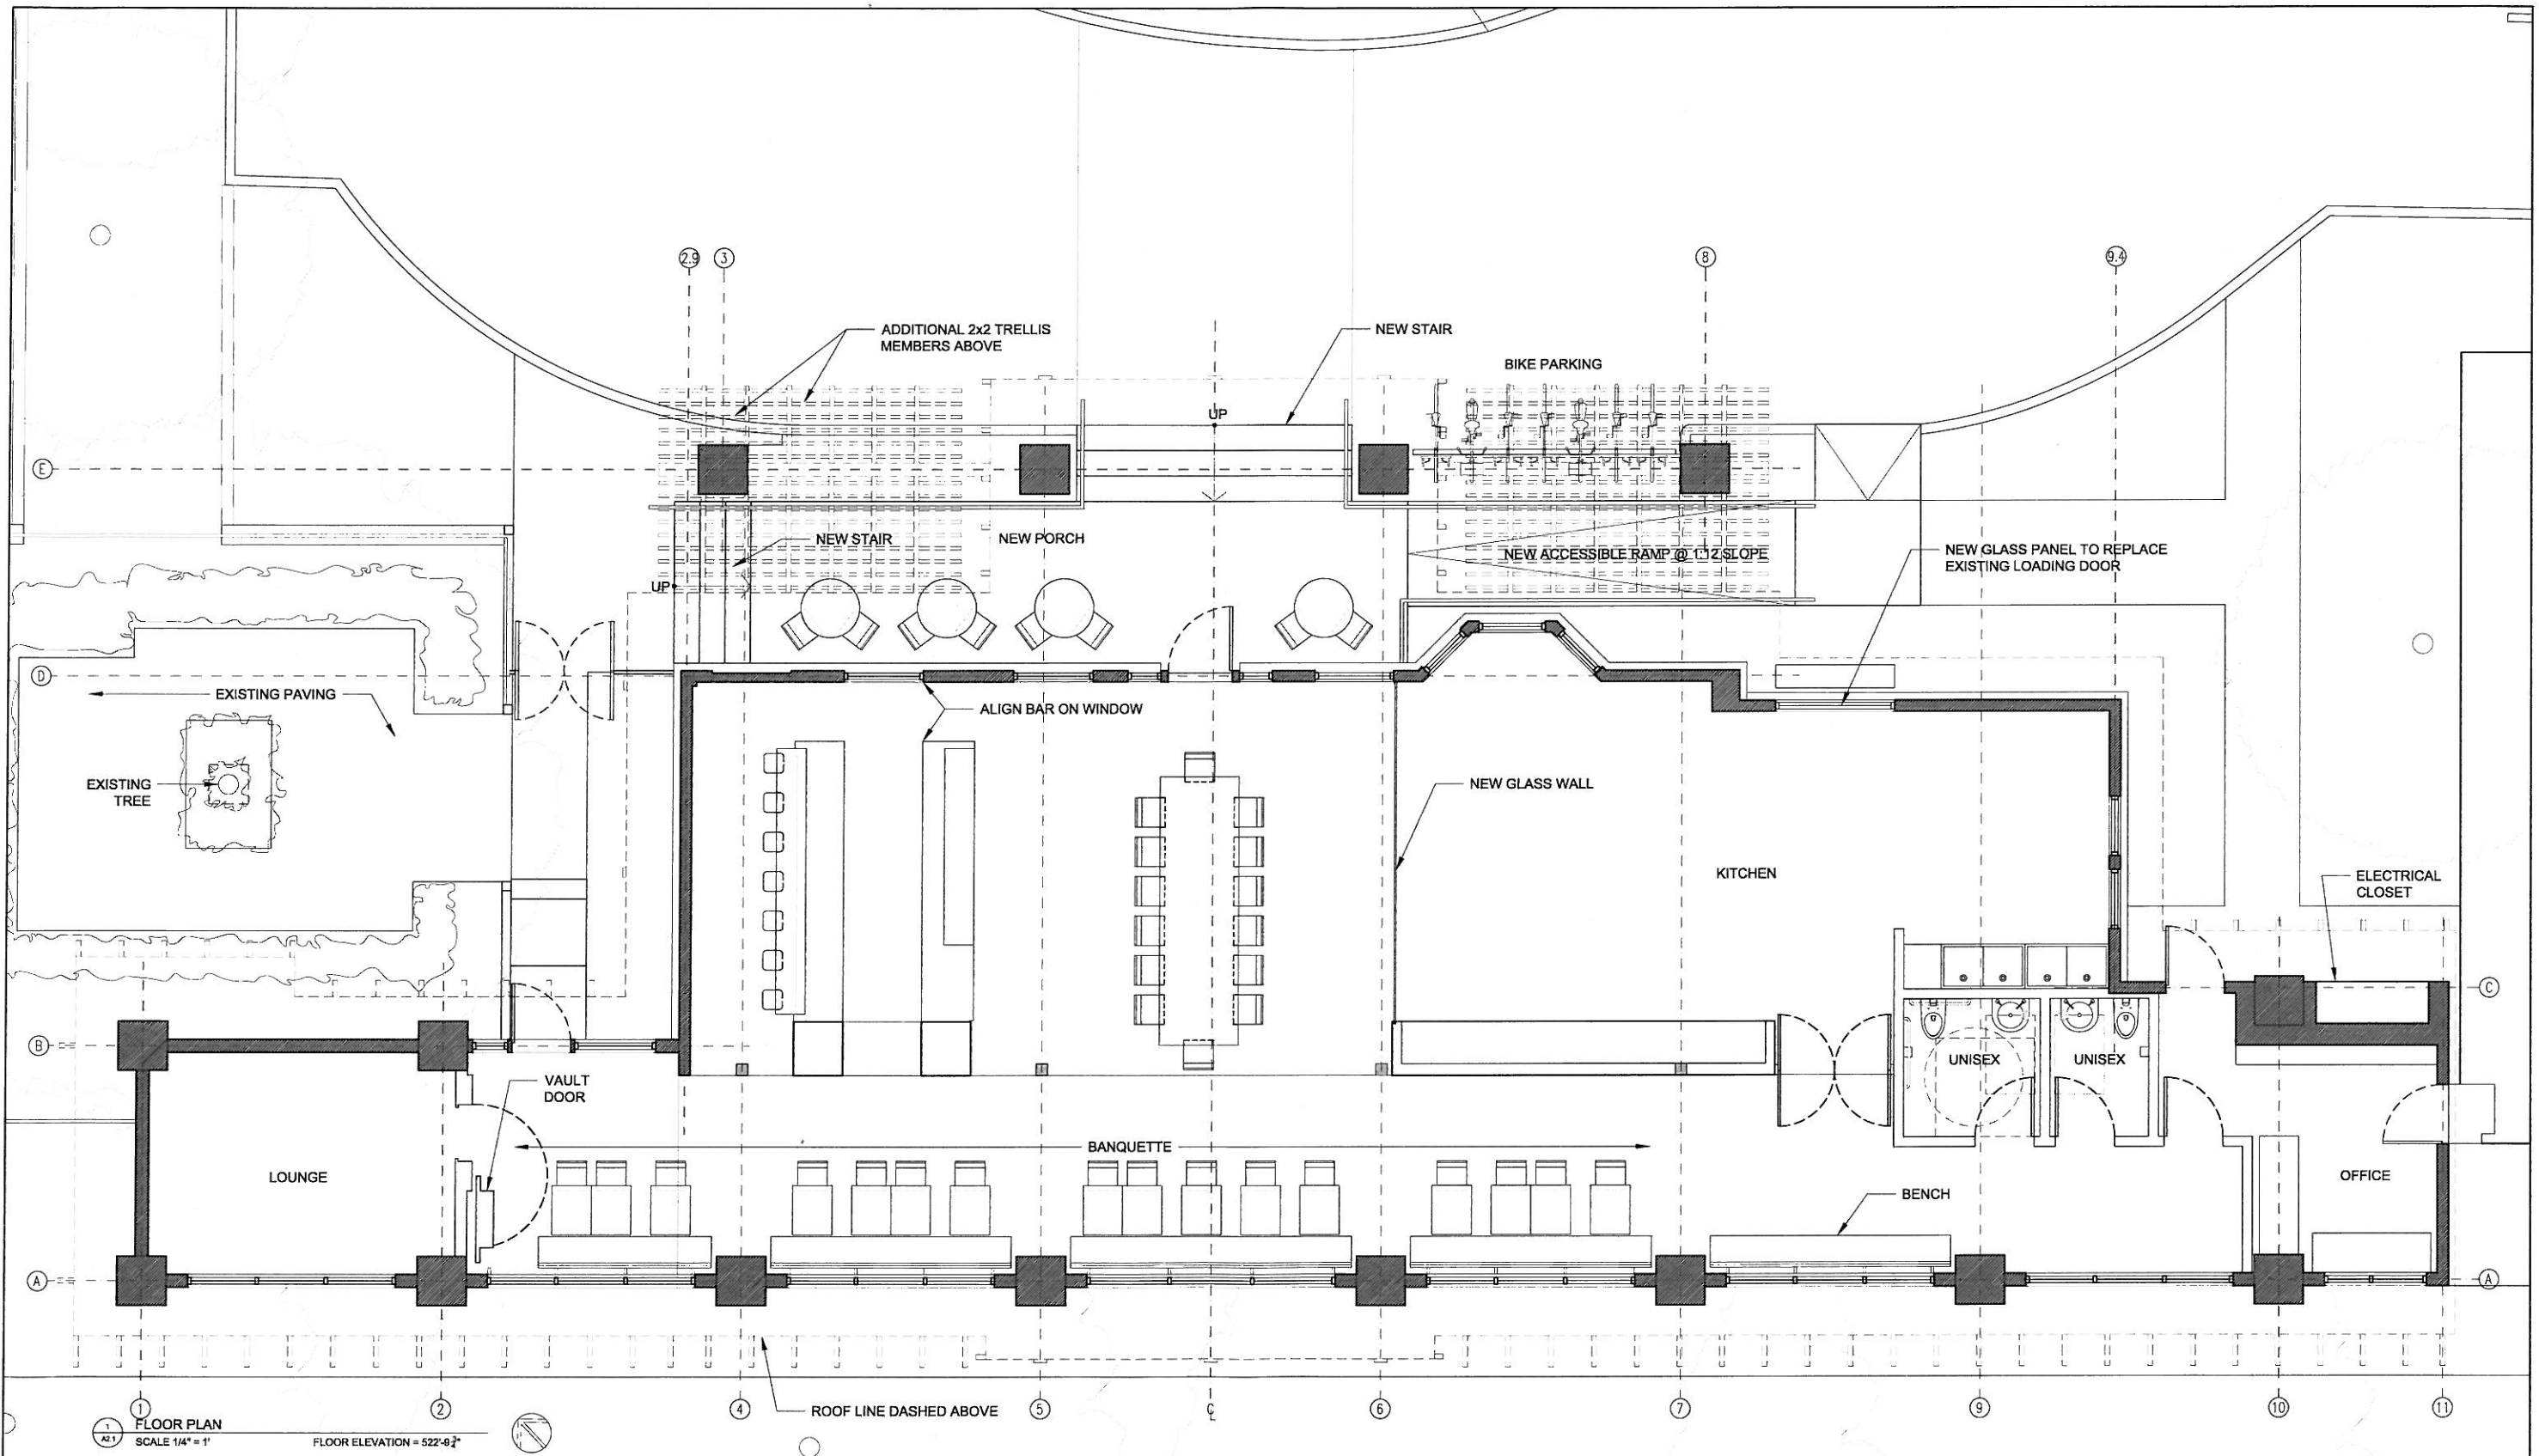 2.9
3
8
9.4
ADDITIONAL 2x2 TRELLIS
MEMBERS ABOVE
NEW STAIR
BIKE PARKING
UP
E
NEW STAIR
NEW PORCH
NEW ACCESSIBLE RAMP @ 1:12 SLOPE
NEW GLASS PANEL TO REPLACE
EXISTING LOADING DOOR
UP
D
EXISTING PAVING
ALIGN BAR ON WINDOW
EXISTING
TREE
NEW GLASS WALL
KITCHEN
ELECTRICAL
CLOSET
C
B
UNISEX
UNISEX
VAULT
DOOR
BANQUETTE
LOUNGE
OFFICE
BENCH
A
A
1
2
4
5
6
7
9
10
11
ROOF LINE DASHED ABOVE
1
A2.1
FLOOR PLAN
SCALE 1/4" = 1'